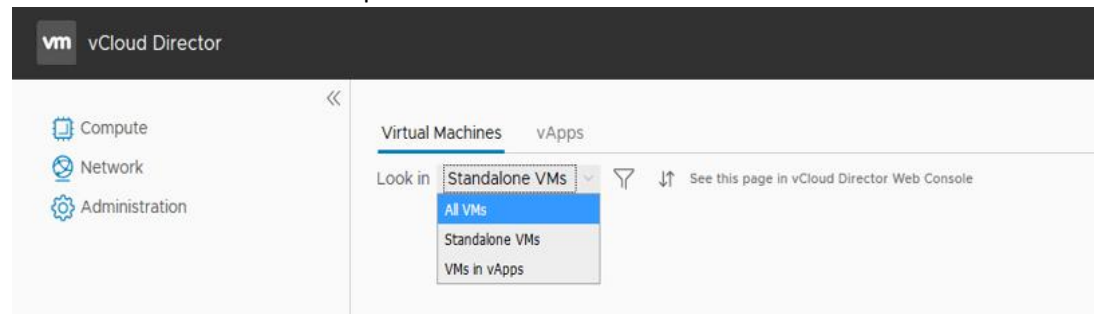 vm vCloud Director
Compute
Network
Administration
Virtual Machines vApps
Look in Standalone VMs See this page in vCloud Director Web Console
All VMs
Standalone VMs
VMs in vApps